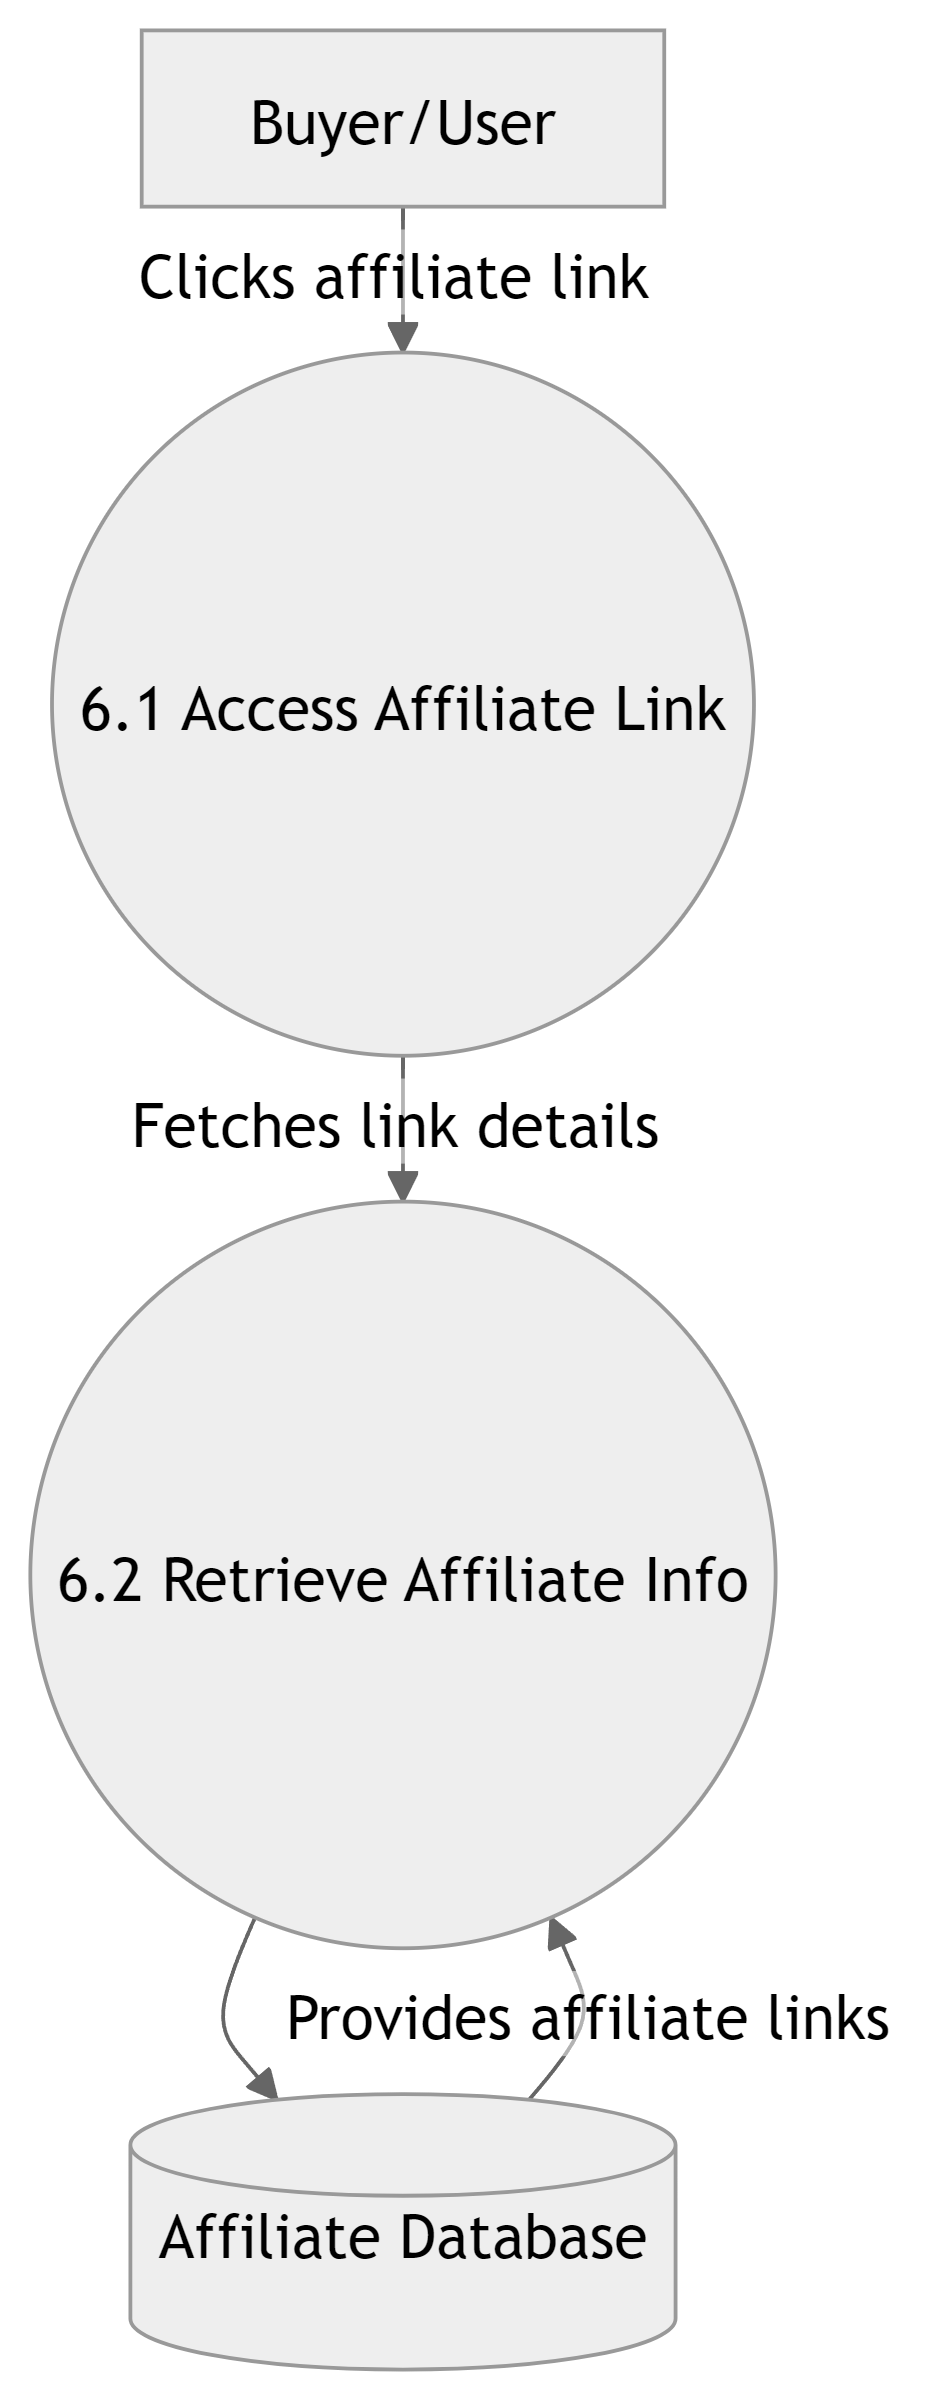 Buyer/User
Clicks affiliate link
6.1 Access Affiliate Link
Fetches link details
6.2 Retrieve Affiliate Info
Provides affiliate links
Affiliate Database